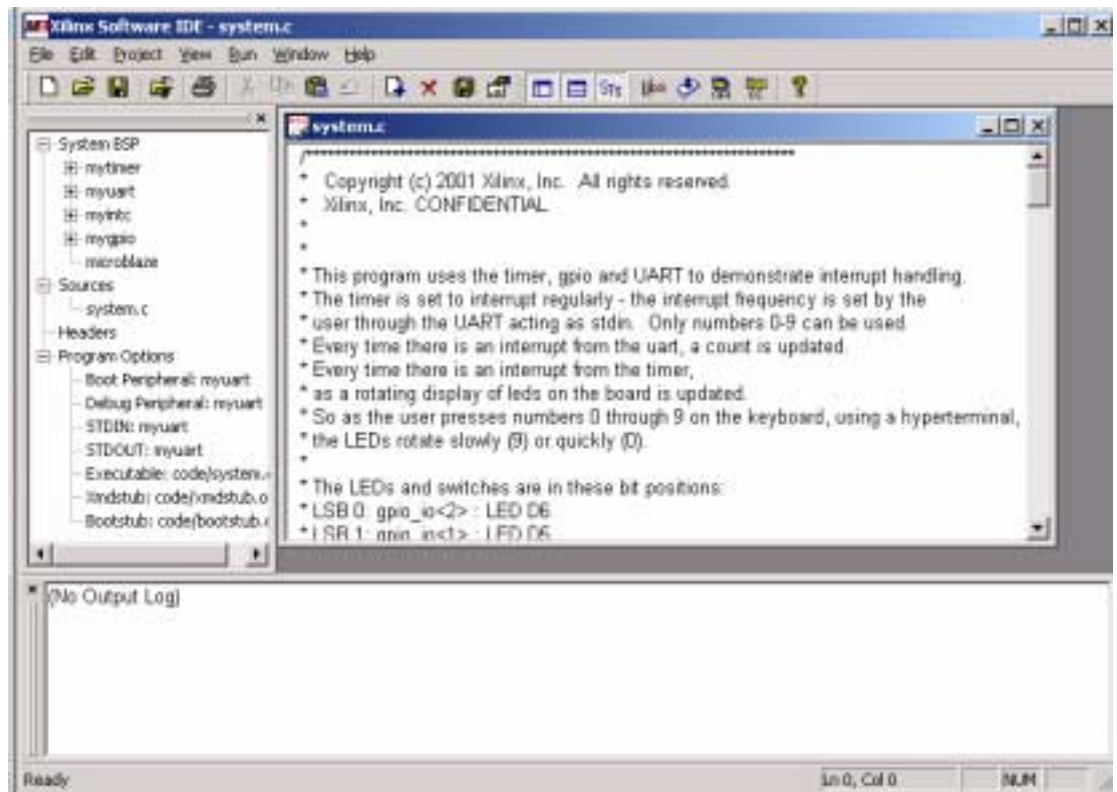 Xilinx Software IDE - system.c
File Edit Project View Run Window Help
System BSP
mytimer
myuart
myintc
mygpio
microblaze
Sources
system.c
Headers
Program Options
Boot Peripheral: myuart
Debug Peripheral: myuart
STDIN: myuart
STDOUT: myuart
Executable: code/system.
Xmdstub: code/xmdstub.o
Bootstub: code/bootstub.
system.c
/******************************************************************
* Copyright (c) 2001 Xilinx, Inc. All rights reserved.
* Xilinx, Inc. CONFIDENTIAL
*
*
* This program uses the timer, gpio and UART to demonstrate interrupt handling.
* The timer is set to interrupt regularly - the interrupt frequency is set by the
* user through the UART acting as stdin. Only numbers 0-9 can be used.
* Every time there is an interrupt from the uart, a count is updated.
* Every time there is an interrupt from the timer,
* as a rotating display of leds on the board is updated.
* So as the user presses numbers 0 through 9 on the keyboard, using a hyperterminal,
* the LEDs rotate slowly (9) or quickly (0).
*
* The LEDs and switches are in these bit positions:
* LSB 0: gpio_io<2> : LED D6
* LSB 1: gpio_io<1> : LED D5
(No Output Log)
Ready
Ln 0, Col 0
NUM